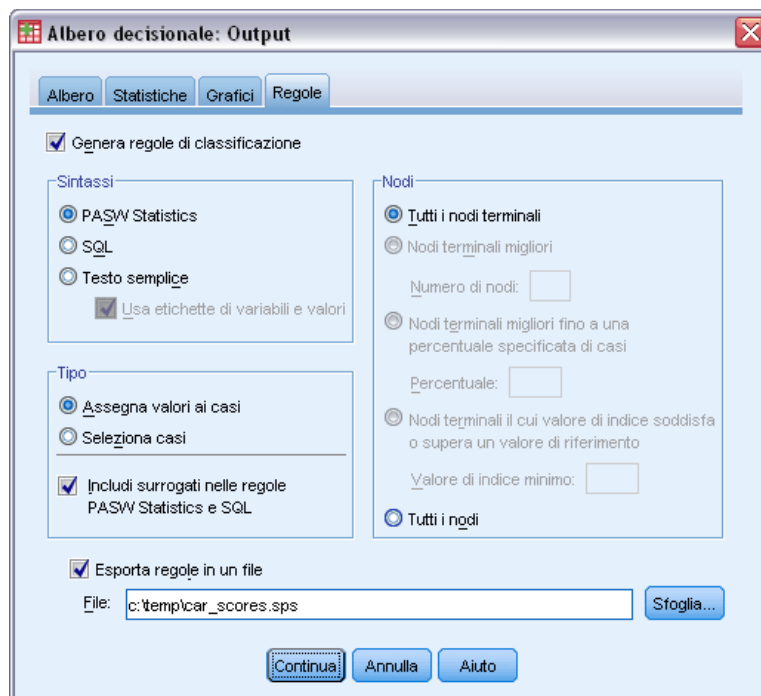 Albero decisionale: Output
Albero
Statistiche
Grafici
Regole
Genera regole di classificazione
Sintassi
PASW Statistics
SQL
Testo semplice
Usa etichette di variabili e valori
Tipo
Assegna valori ai casi
Seleziona casi
Includi surrogati nelle regole
PASW Statistics e SQL
Nodi
Tutti i nodi terminali
Nodi terminali migliori
Numero di nodi:
Nodi terminali migliori fino a una
percentuale specificata di casi
Percentuale:
Nodi terminali il cui valore di indice soddisfa
o supera un valore di riferimento
Valore di indice minimo:
Tutti i nodi
Esporta regole in un file
File: c:\temp\car_scores.sps
Sfoglia...
Continua
Annulla
Aiuto